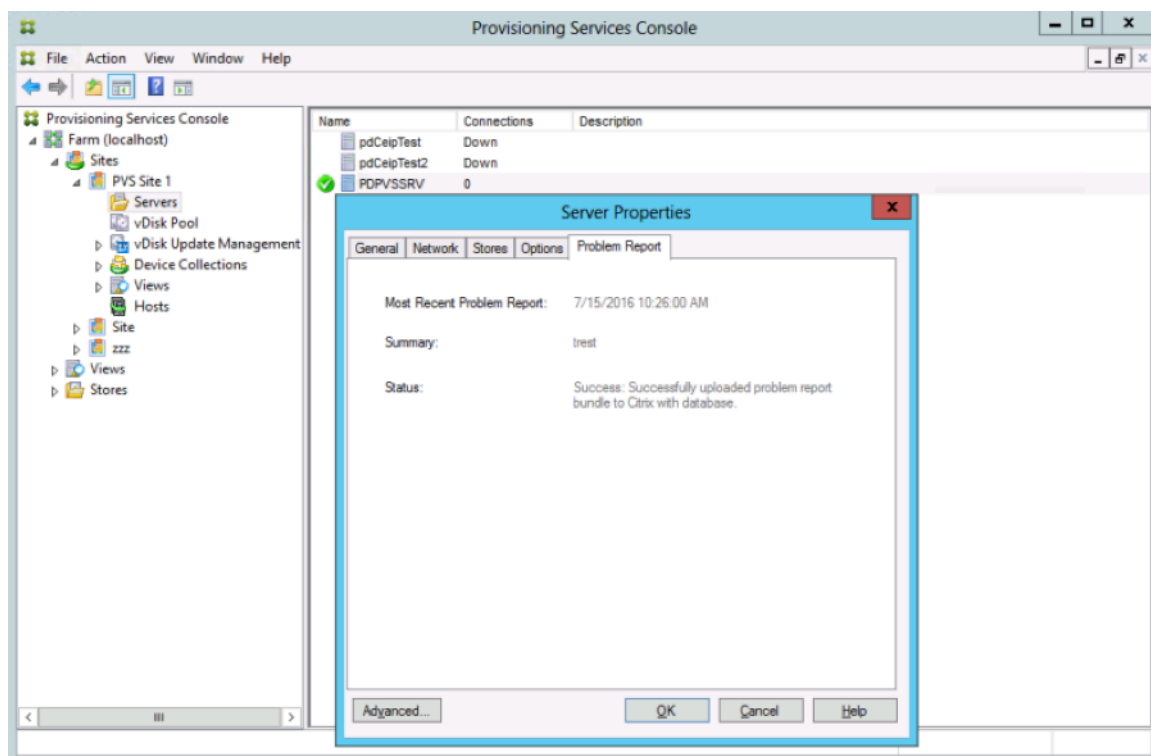 Provisioning Services Console
File Action View Window Help
Provisioning Services Console
Farm (localhost)
Sites
PVS Site 1
Servers
vDisk Pool
vDisk Update Management
Device Collections
Views
Hosts
Site
zzz
Views
Stores
Name Connections Description
pdCeipTest Down
pdCeipTest2 Down
PDPVSSRV 0
Server Properties
General Network Stores Options Problem Report
Most Recent Problem Report: 7/15/2016 10:26:00 AM
Summary: trest
Status: Success: Successfully uploaded problem report
bundle to Citrix with database.
Advanced... OK Cancel Help